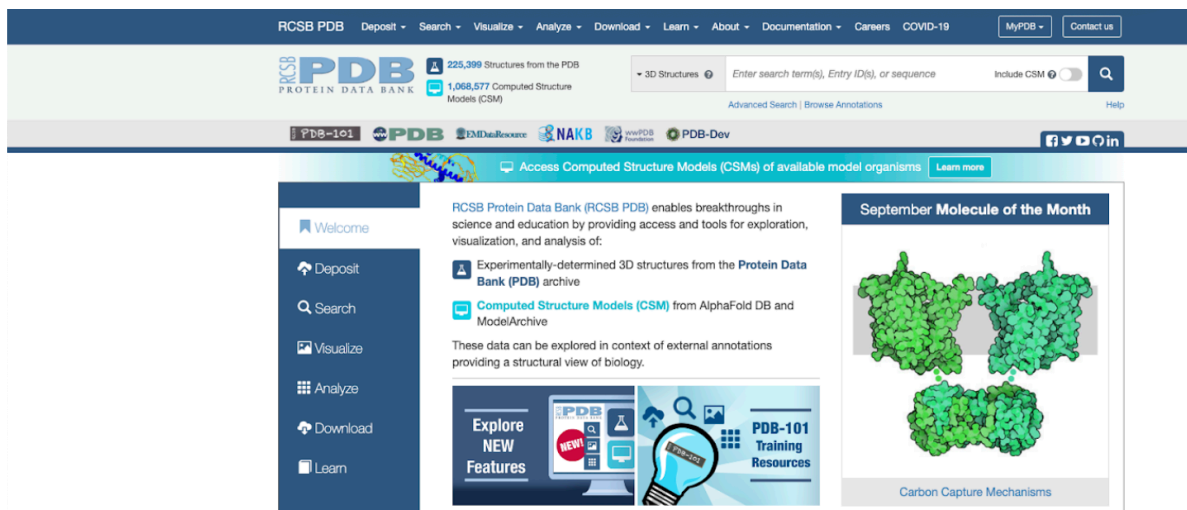 RCSB PDB Deposit Search Visualize Analyze Download Learn About Documentation Careers COVID-19 MyPDB Contact us
RCSB PDB
PROTEIN DATA BANK
225,399 Structures from the PDB
1,068,577 Computed Structure
Models (CSM)
3D Structures Enter search term(s), Entry ID(s), or sequence Include CSM
Advanced Search | Browse Annotations Help
PDB-101 PDB EMDataResource NAKB wwPDB Foundation PDB-Dev
Access Computed Structure Models (CSMs) of available model organisms Learn more
Welcome
Deposit
Search
Visualize
Analyze
Download
Learn
RCSB Protein Data Bank (RCSB PDB) enables breakthroughs in
science and education by providing access and tools for exploration,
visualization, and analysis of:
Experimentally-determined 3D structures from the Protein Data
Bank (PDB) archive
Computed Structure Models (CSM) from AlphaFold DB and
ModelArchive
These data can be explored in context of external annotations
providing a structural view of biology.
Explore
NEW
Features
PDB
NEW!
PDB-101
PDB-101
Training
Resources
September Molecule of the Month
Carbon Capture Mechanisms